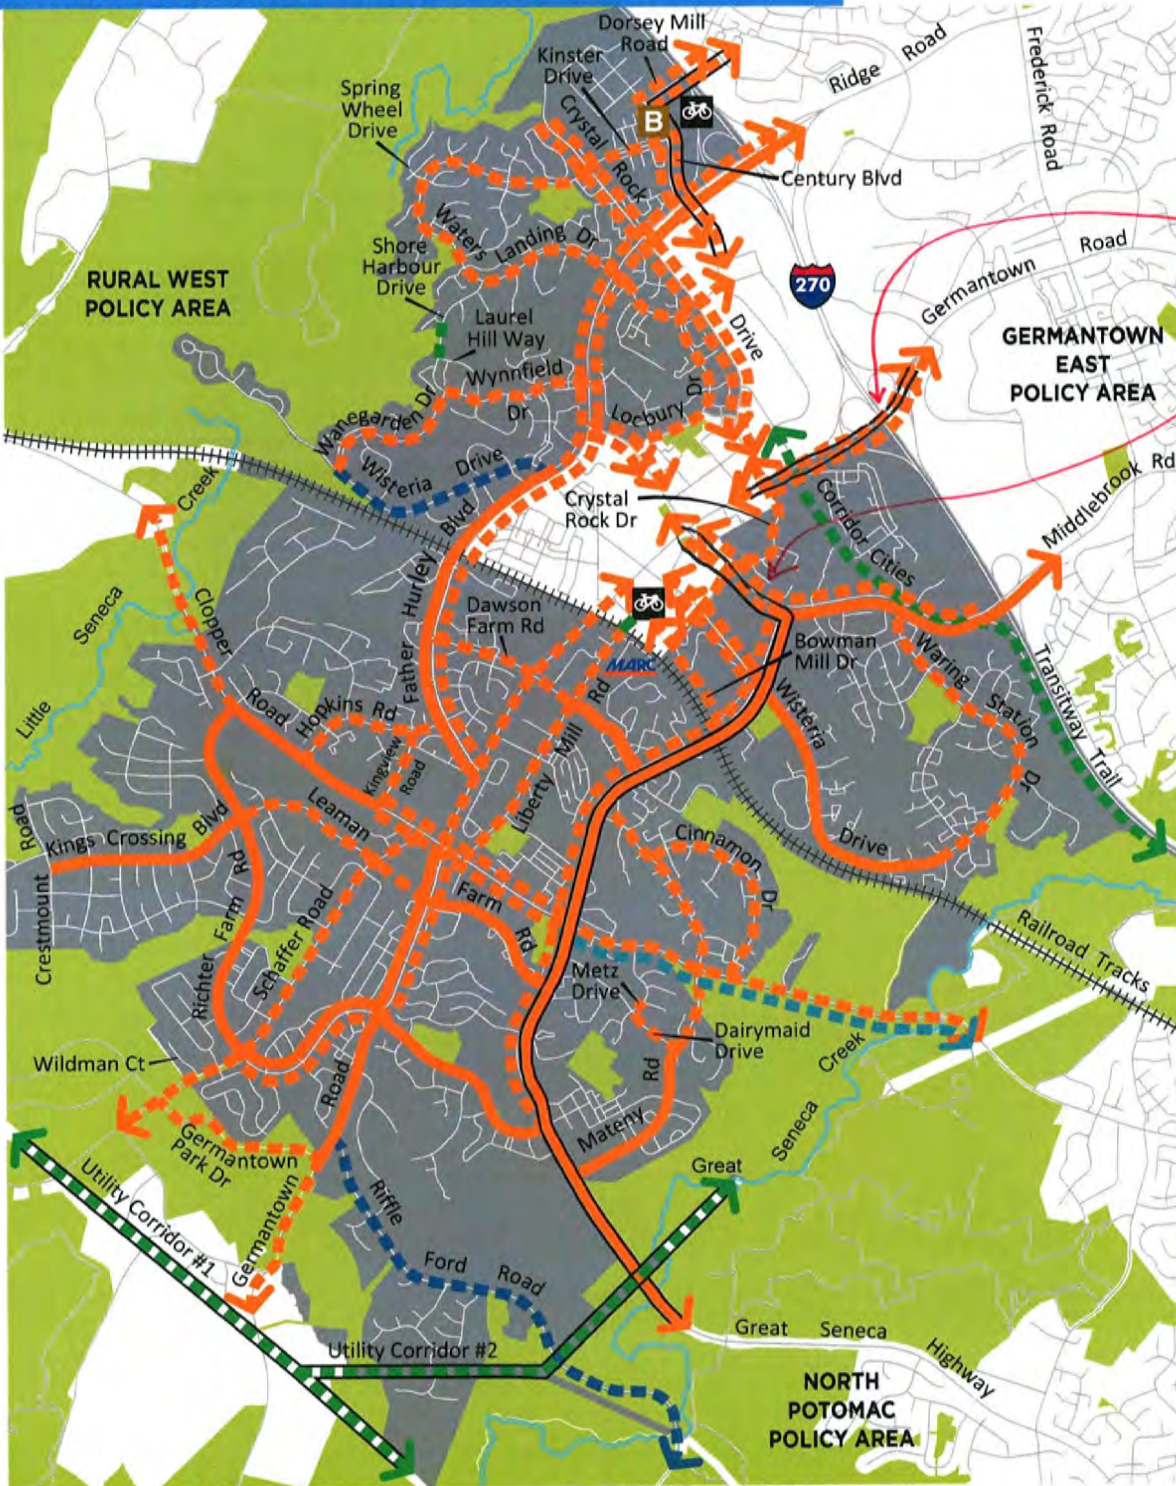 Dorsey Mill
Road
Kinster
Drive
Ridge Road
Frederick Road
Spring
Wheel
Drive
Crystal Rock
B
Century Blvd
Waters Landing Dr
Shore
Harbour
Drive
Germantown Road
RURAL WEST
POLICY AREA
270
Laurel
Hill Way
Drive
GERMANTOWN
EAST
POLICY AREA
Wynnfield
Dr
Wanegarden Dr
Locbury Dr
Wisteria Drive
Middlebrook Rd
Creek
Crystal
Rock Dr
Corridor Cities
Father Hurley Blvd
Seneca
Clopper
Dawson
Farm Rd
MARC
Bowman
Mill Dr
Waring Station Dr
Transitway Trail
Little
Road
Hopkins Rd
Kingview
Road
Liberty Mill Rd
Wisteria
Drive
Road
Kings Crossing Blvd
Leaman
Cinnamon Dr
Crestmount
Farm Rd
Richter Farm Rd
Schaffer Road
Railroad Tracks
Metz
Drive
Dairymaid
Drive
Creek
Wildman Ct
Road
Rd
Mateny
Seneca
Germantown
Park Dr
Great
Utility Corridor #1
Germantown
Riffle
Ford Road
Utility Corridor #2
Great Seneca
Highway
NORTH
POTOMAC
POLICY AREA